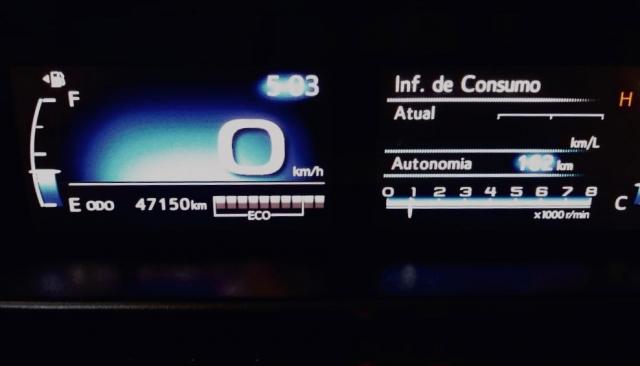 5:03
F
0
km/h
E ODO 47150km
ECO
Inf. de Consumo
H
Atual
km/L
Autonomia 162 km
0 1 2 3 4 5 6 7 8
x1000 r/min
C